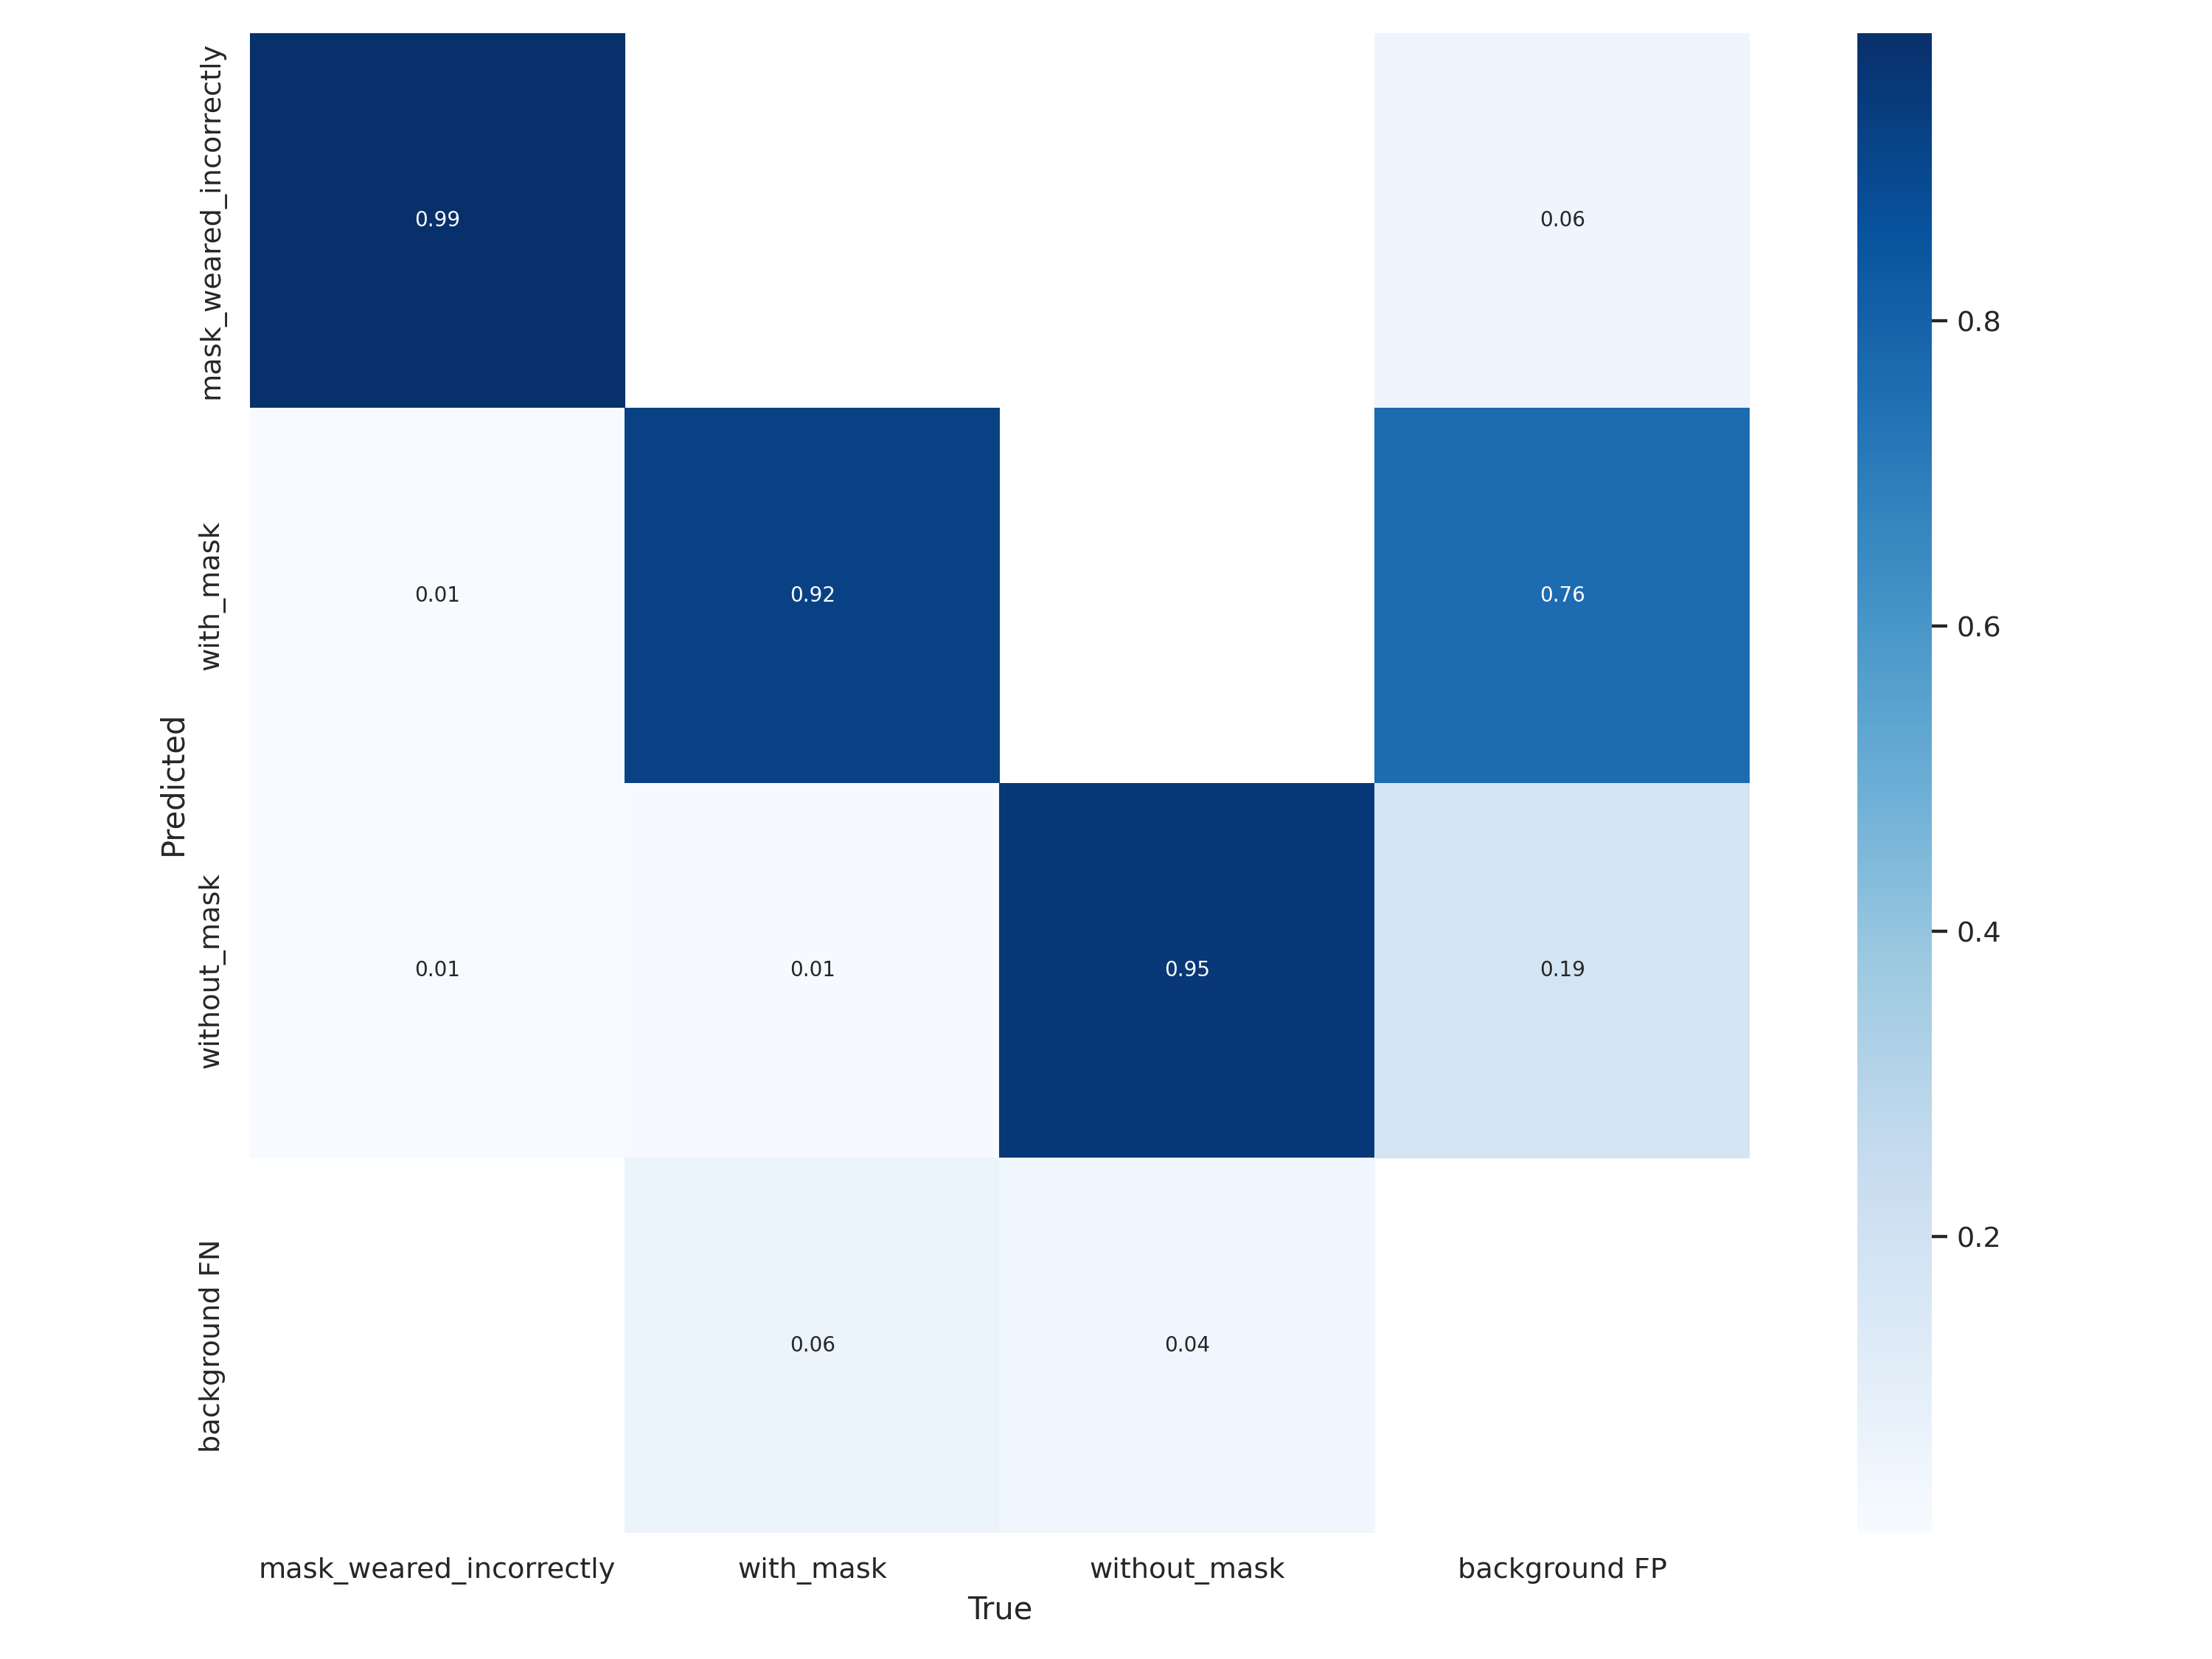 mask_weared_incorrectly
0.99
0.06
with_mask
0.01
0.92
0.76
without_mask
0.01
0.01
0.95
0.19
background FN
0.06
0.04
Predicted
mask_weared_incorrectly
with_mask
without_mask
background FP
True
0.8
0.6
0.4
0.2